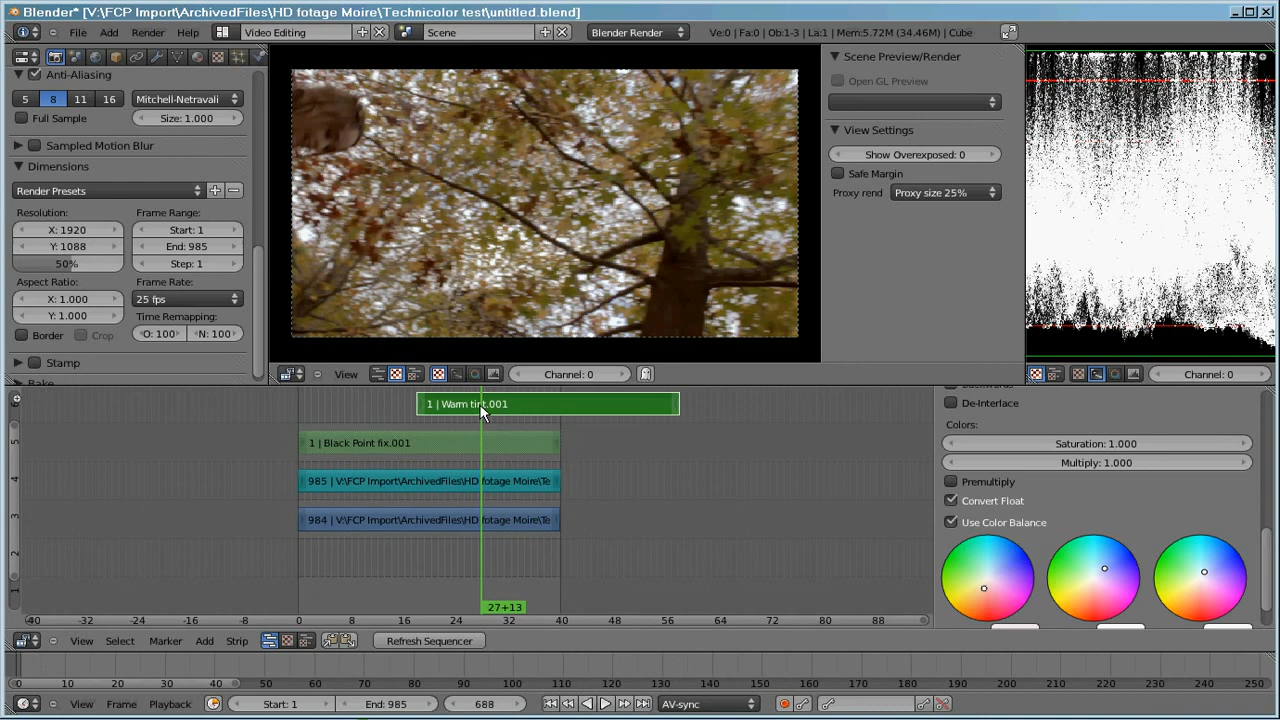 Blender* [V:\FCP Import\ArchivedFiles\HD fotage Moire\Technicolor test\untitled.blend]
File Add Render Help Video Editing Scene Blender Render Ve:0 | Fa:0 | Ob:1-3 | La:1 | Mem:5.72M (34.46M) | Cube
Anti-Aliasing
5 8 11 16 Mitchell-Netravali
Full Sample Size: 1.000
Sampled Motion Blur
Dimensions
Render Presets
Resolution: Frame Range:
X: 1920 Start: 1
Y: 1088 End: 985
50% Step: 1
Aspect Ratio: Frame Rate:
X: 1.000 25 fps
Y: 1.000 Time Remapping:
Border Crop O: 100 N: 100
Stamp
Scene Preview/Render
Open GL Preview
View Settings
Show Overexposed: 0
Safe Margin
Proxy rend Proxy size 25%
View Channel: 0
Channel: 0
1 | Warm tint.001
1 | Black Point fix.001
985 | V:\FCP Import\ArchivedFiles\HD fotage Moire\Te
984 | V:\FCP Import\ArchivedFiles\HD fotage Moire\Te
5
4
3
2
1
27+13
-40 -32 -24 -16 -8 0 8 16 24 32 40 48 56 64 72 80 88
De-Interlace
Colors:
Saturation: 1.000
Multiply: 1.000
Premultiply
Convert Float
Use Color Balance
View Select Marker Add Strip Refresh Sequencer
0 10 20 30 40 50 60 70 80 90 100 110 120 130 140 150 160 170 180 190 200 210 220 230 240 250
View Frame Playback Start: 1 End: 985 688 AV-sync